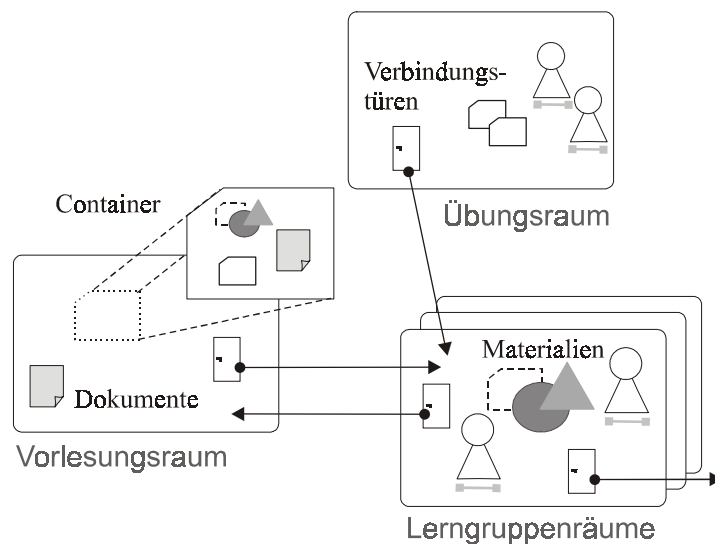 Verbindungs-
türen
Übungsraum
Container
Dokumente
Vorlesungsraum
Materialien
Lerngruppenräume